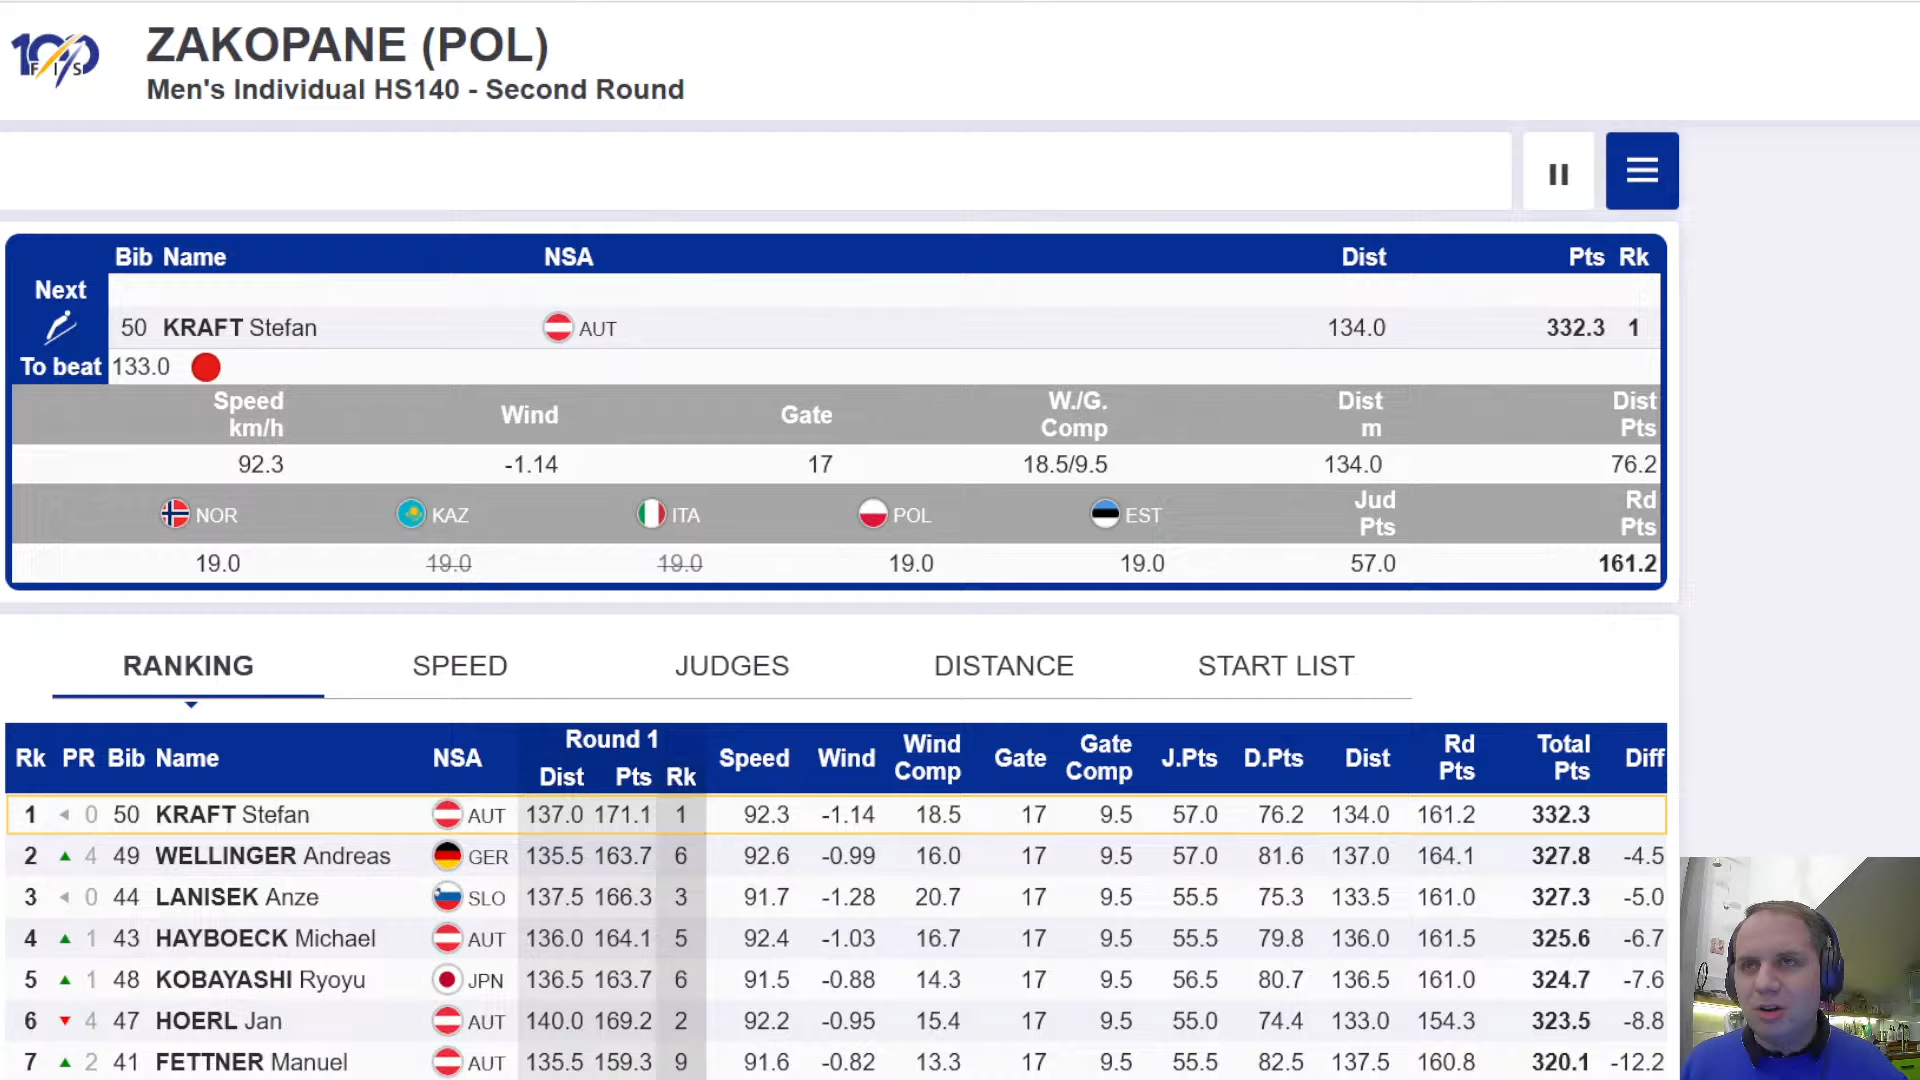 100
FIS
ZAKOPANE (POL)
Men's Individual HS140 - Second Round
Bib Name NSA Dist Pts Rk
Next
50 KRAFT Stefan AUT 134.0 332.3 1
To beat 133.0
Speed km/h Wind Gate W./G. Comp Dist m Dist Pts
92.3 -1.14 17 18.5/9.5 134.0 76.2
NOR KAZ ITA POL EST Jud Pts Rd Pts
19.0 19.0 19.0 19.0 19.0 57.0 161.2
RANKING SPEED JUDGES DISTANCE START LIST
Rk PR Bib Name NSA Round 1 Dist Pts Rk Speed Wind Wind Comp Gate Gate Comp J.Pts D.Pts Dist Rd Pts Total Pts Diff
1 0 50 KRAFT Stefan AUT 137.0 171.1 1 92.3 -1.14 18.5 17 9.5 57.0 76.2 134.0 161.2 332.3
2 4 49 WELLINGER Andreas GER 135.5 163.7 6 92.6 -0.99 16.0 17 9.5 57.0 81.6 137.0 164.1 327.8 -4.5
3 0 44 LANISEK Anze SLO 137.5 166.3 3 91.7 -1.28 20.7 17 9.5 55.5 75.3 133.5 161.0 327.3 -5.0
4 1 43 HAYBOECK Michael AUT 136.0 164.1 5 92.4 -1.03 16.7 17 9.5 55.5 79.8 136.0 161.5 325.6 -6.7
5 1 48 KOBAYASHI Ryoyu JPN 136.5 163.7 6 91.5 -0.88 14.3 17 9.5 56.5 80.7 136.5 161.0 324.7 -7.6
6 4 47 HOERL Jan AUT 140.0 169.2 2 92.2 -0.95 15.4 17 9.5 55.0 74.4 133.0 154.3 323.5 -8.8
7 2 41 FETTNER Manuel AUT 135.5 159.3 9 91.6 -0.82 13.3 17 9.5 55.5 82.5 137.5 160.8 320.1 -12.2